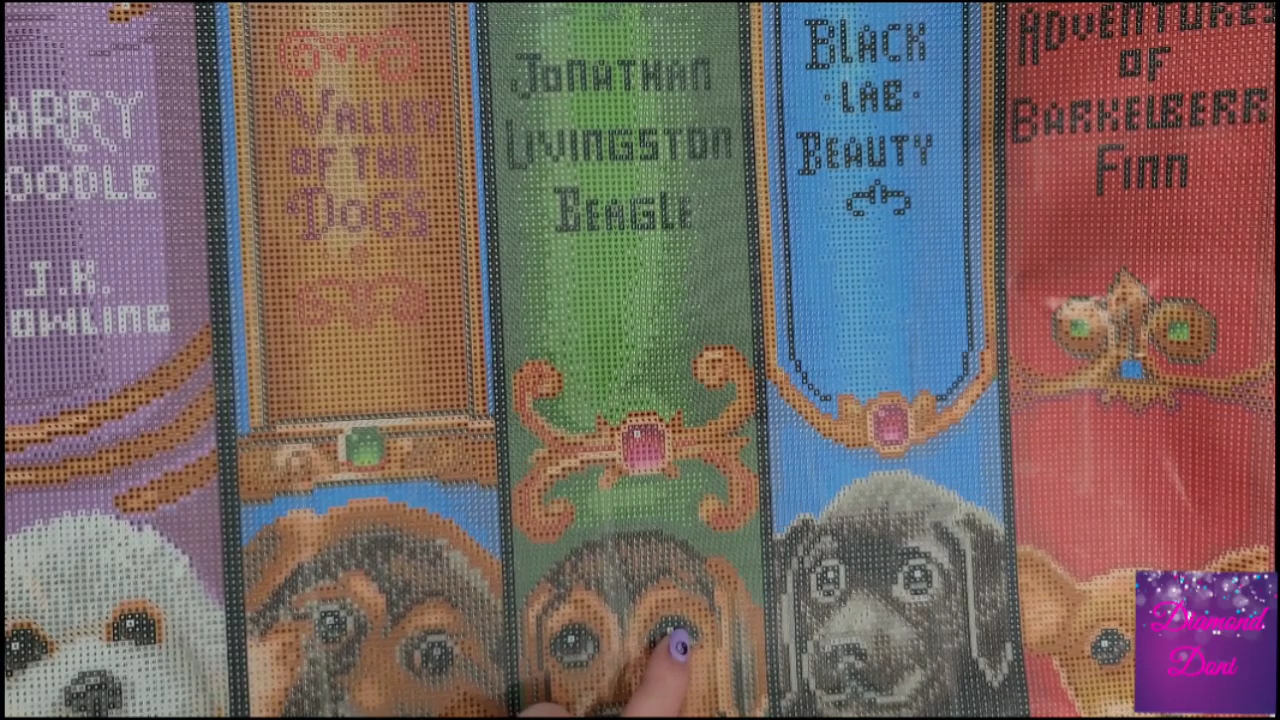 ARRY
OODLE
J.K.
OWLING
VALLEY
OF THE
DOGS
JONATHAN
LIVINGSTON
BEAGLE
BLACK
LAB
BEAUTY
ADVENTURES
OF
BARKELBERR
FINN
Diamond
Dani